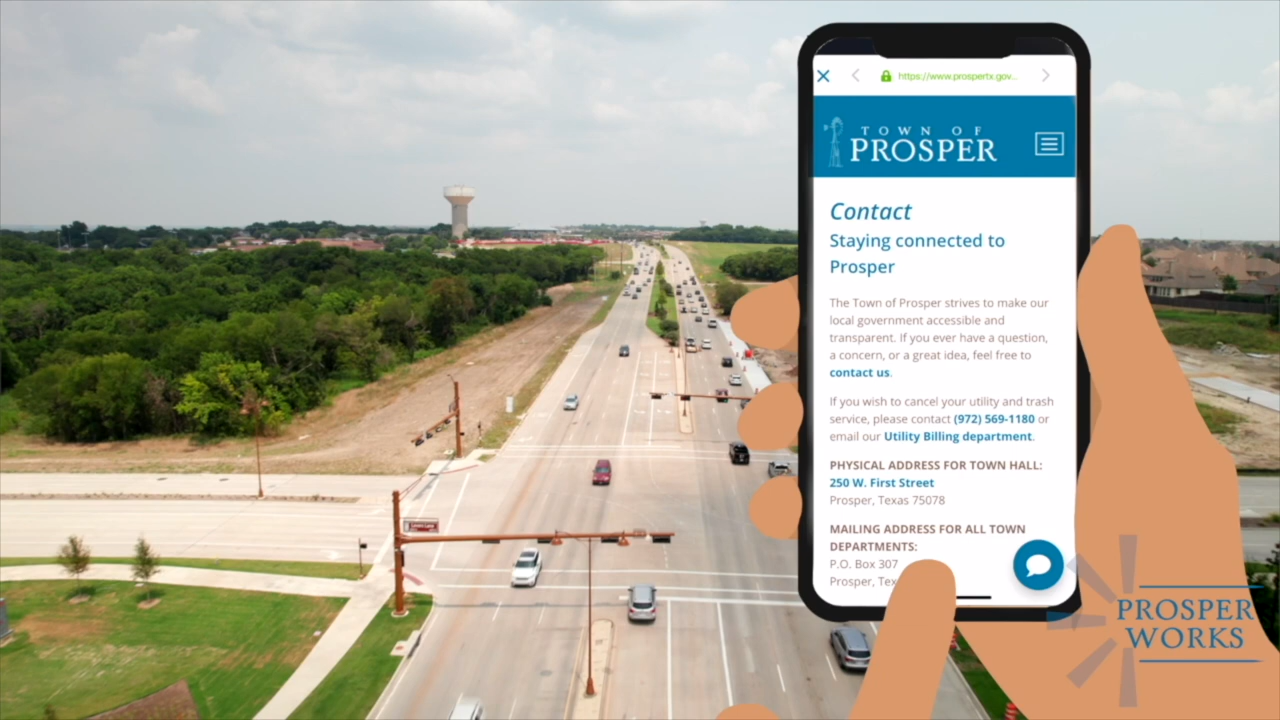 https://www.prospertx.gov...
TOWN OF
PROSPER
Contact
Staying connected to
Prosper
The Town of Prosper strives to make our
local government accessible and
transparent. If you ever have a question,
a concern, or a great idea, feel free to
contact us.
If you wish to cancel your utility and trash
service, please contact (972) 569-1180 or
email our Utility Billing department.
PHYSICAL ADDRESS FOR TOWN HALL:
250 W. First Street
Prosper, Texas 75078
MAILING ADDRESS FOR ALL TOWN
DEPARTMENTS:
P.O. Box 307
Prosper,
PROSPER
WORKS